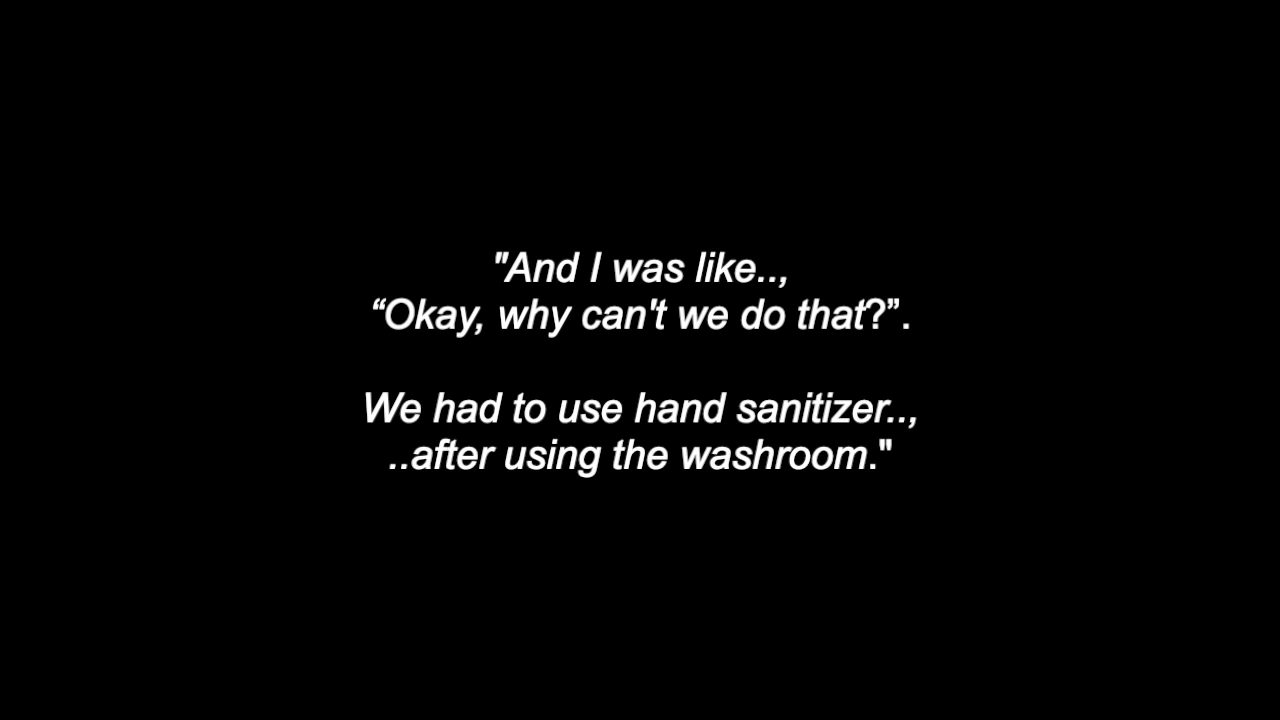 "And I was like..,
“Okay, why can't we do that?”.
We had to use hand sanitizer..,
..after using the washroom."